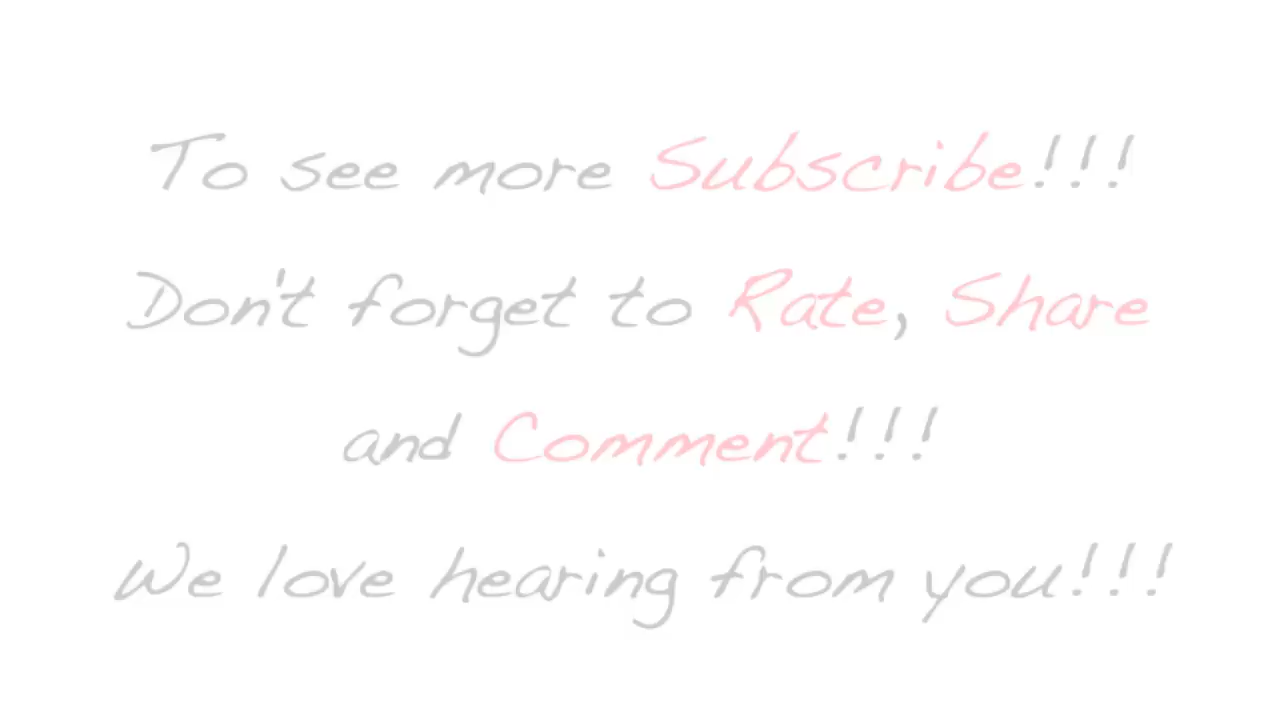 To see more Subscribe!!!
Don't forget to Rate, Share
and Comment!!!
We love hearing from you!!!